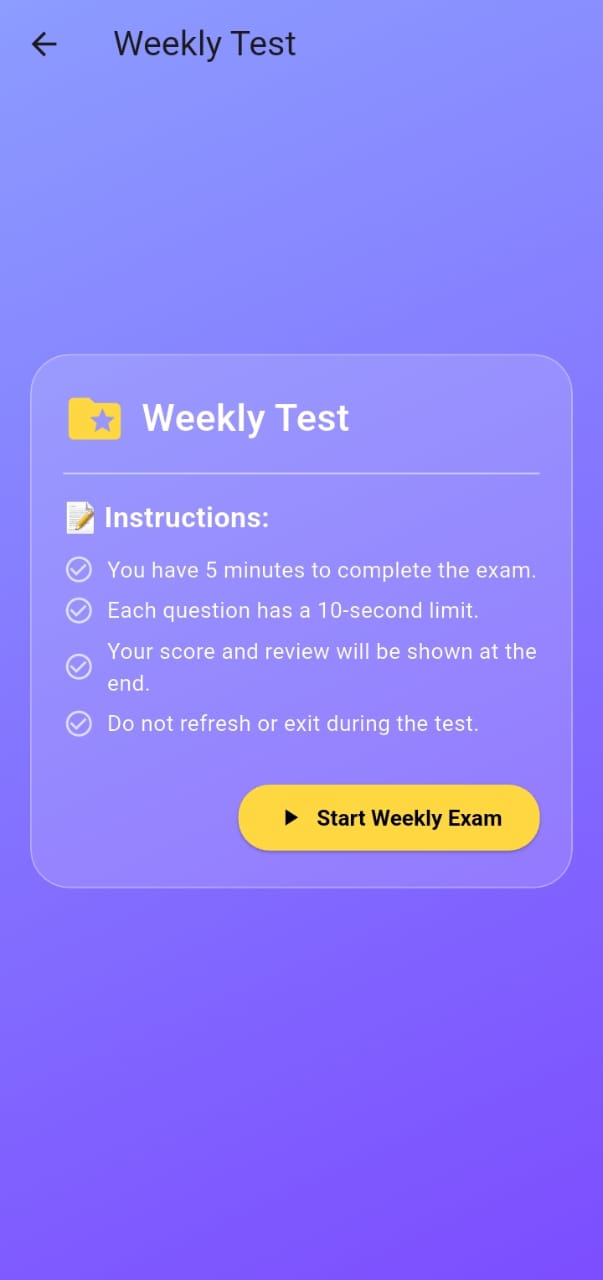 Weekly Test
Weekly Test
Instructions:
You have 5 minutes to complete the exam.
Each question has a 10-second limit.
Your score and review will be shown at the
end.
Do not refresh or exit during the test.
Start Weekly Exam